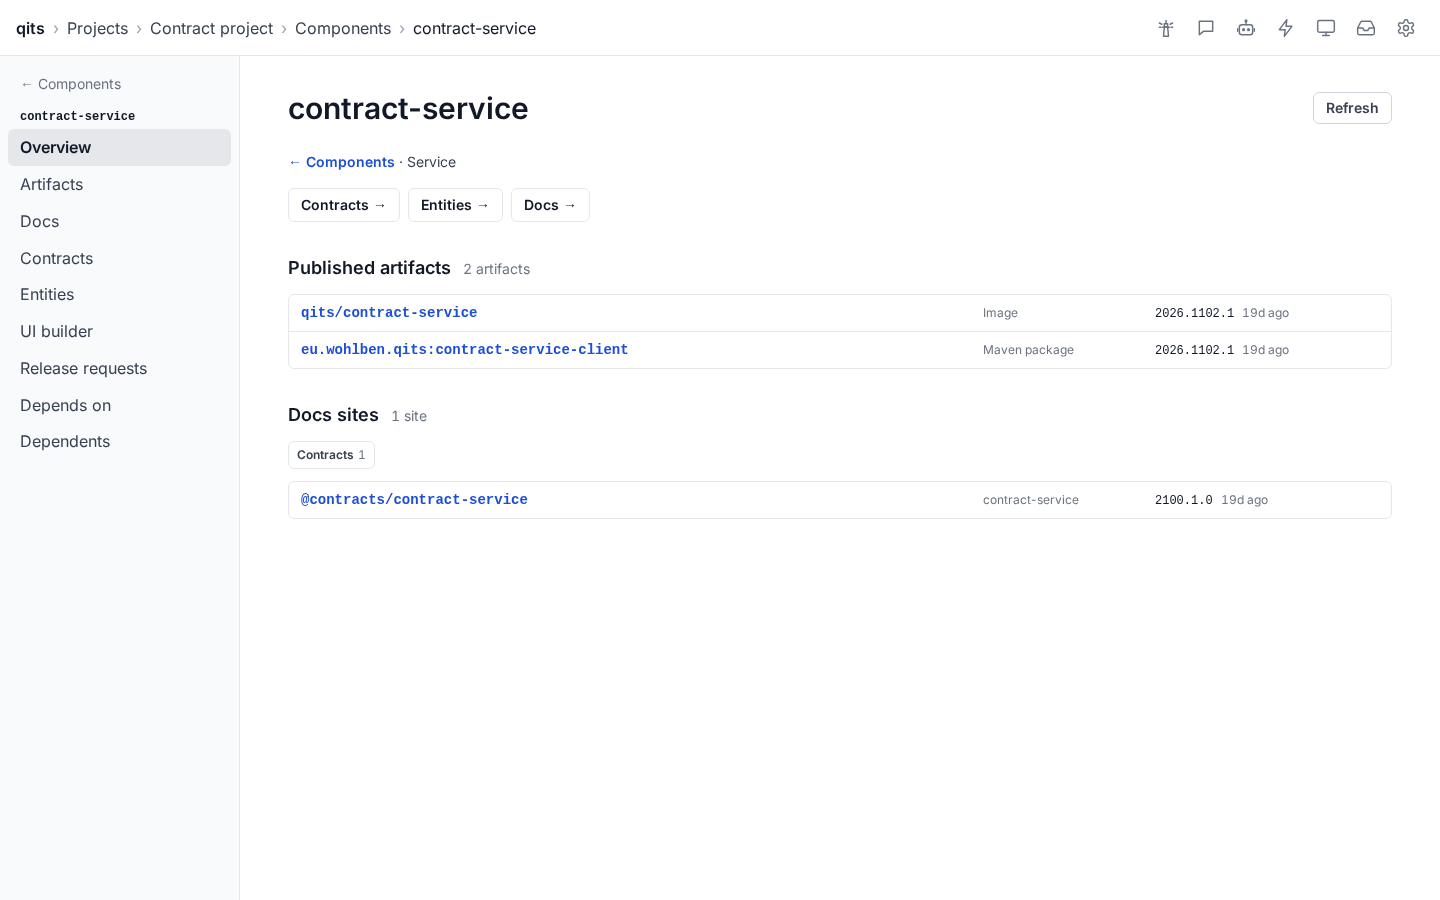 qits › Projects › Contract project › Components › contract-service
← Components
contract-service
Overview
Artifacts
Docs
Contracts
Entities
UI builder
Release requests
Depends on
Dependents
contract-service
Refresh
← Components · Service
Contracts → Entities → Docs →
Published artifacts 2 artifacts
qits/contract-service Image 2026.1102.1 19d ago
eu.wohlben.qits:contract-service-client Maven package 2026.1102.1 19d ago
Docs sites 1 site
Contracts 1
@contracts/contract-service contract-service 2100.1.0 19d ago